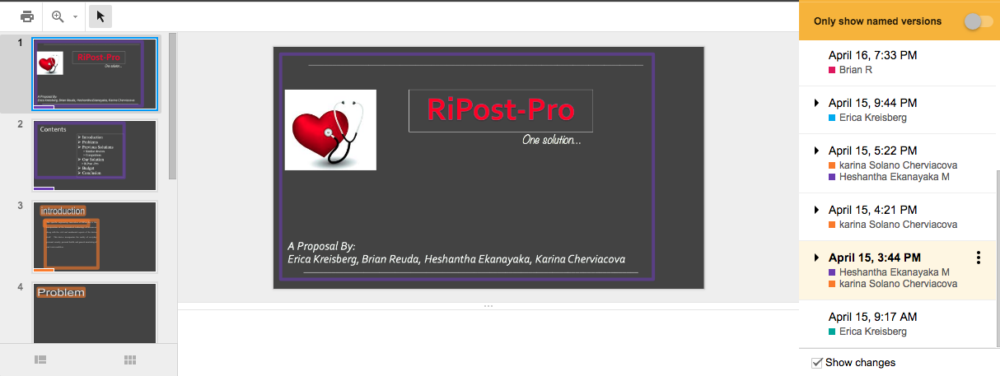 Only show named versions
1
RiPost-Pro
One solution...
A Proposal By:
Erica Kreisberg, Brian Reuda, Heshantha Ekanayaka, Karina Cherviacova
2
Contents
Introduction
Problems
Previous Solutions
Our Solution
Budget
Conclusion
3
introduction
4
Problem
RiPost-Pro
One solution...
A Proposal By:
Erica Kreisberg, Brian Reuda, Heshantha Ekanayaka, Karina Cherviacova
April 16, 7:33 PM
Brian R
April 15, 9:44 PM
Erica Kreisberg
April 15, 5:22 PM
karina Solano Cherviacova
Heshantha Ekanayaka M
April 15, 4:21 PM
karina Solano Cherviacova
April 15, 3:44 PM
Heshantha Ekanayaka M
karina Solano Cherviacova
April 15, 9:17 AM
Erica Kreisberg
Show changes